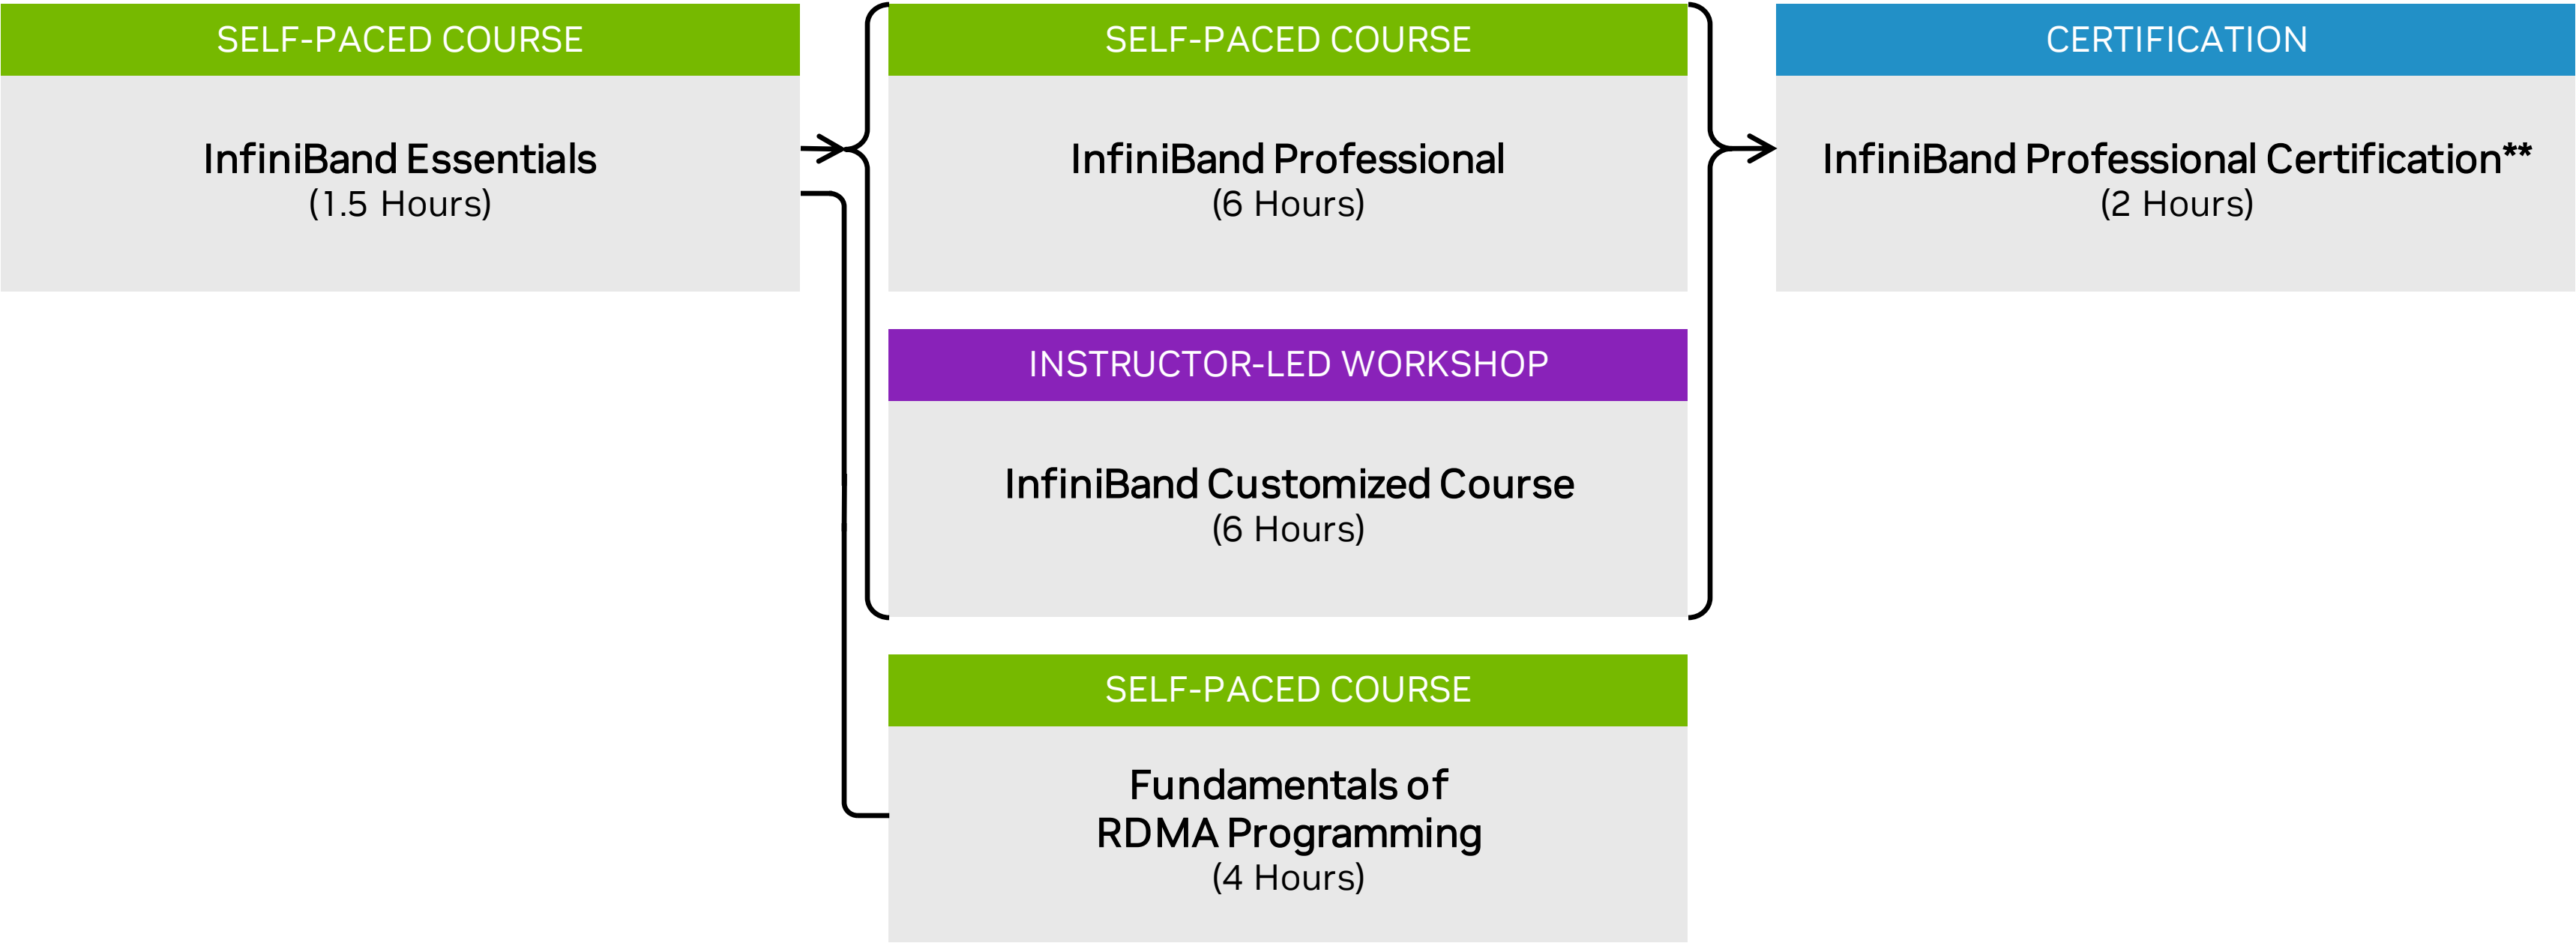 SELF-PACED COURSE
InfiniBand Essentials
(1.5 Hours)
SELF-PACED COURSE
InfiniBand Professional
(6 Hours)
CERTIFICATION
InfiniBand Professional Certification**
(2 Hours)
INSTRUCTOR-LED WORKSHOP
InfiniBand Customized Course
(6 Hours)
SELF-PACED COURSE
Fundamentals of
RDMA Programming
(4 Hours)